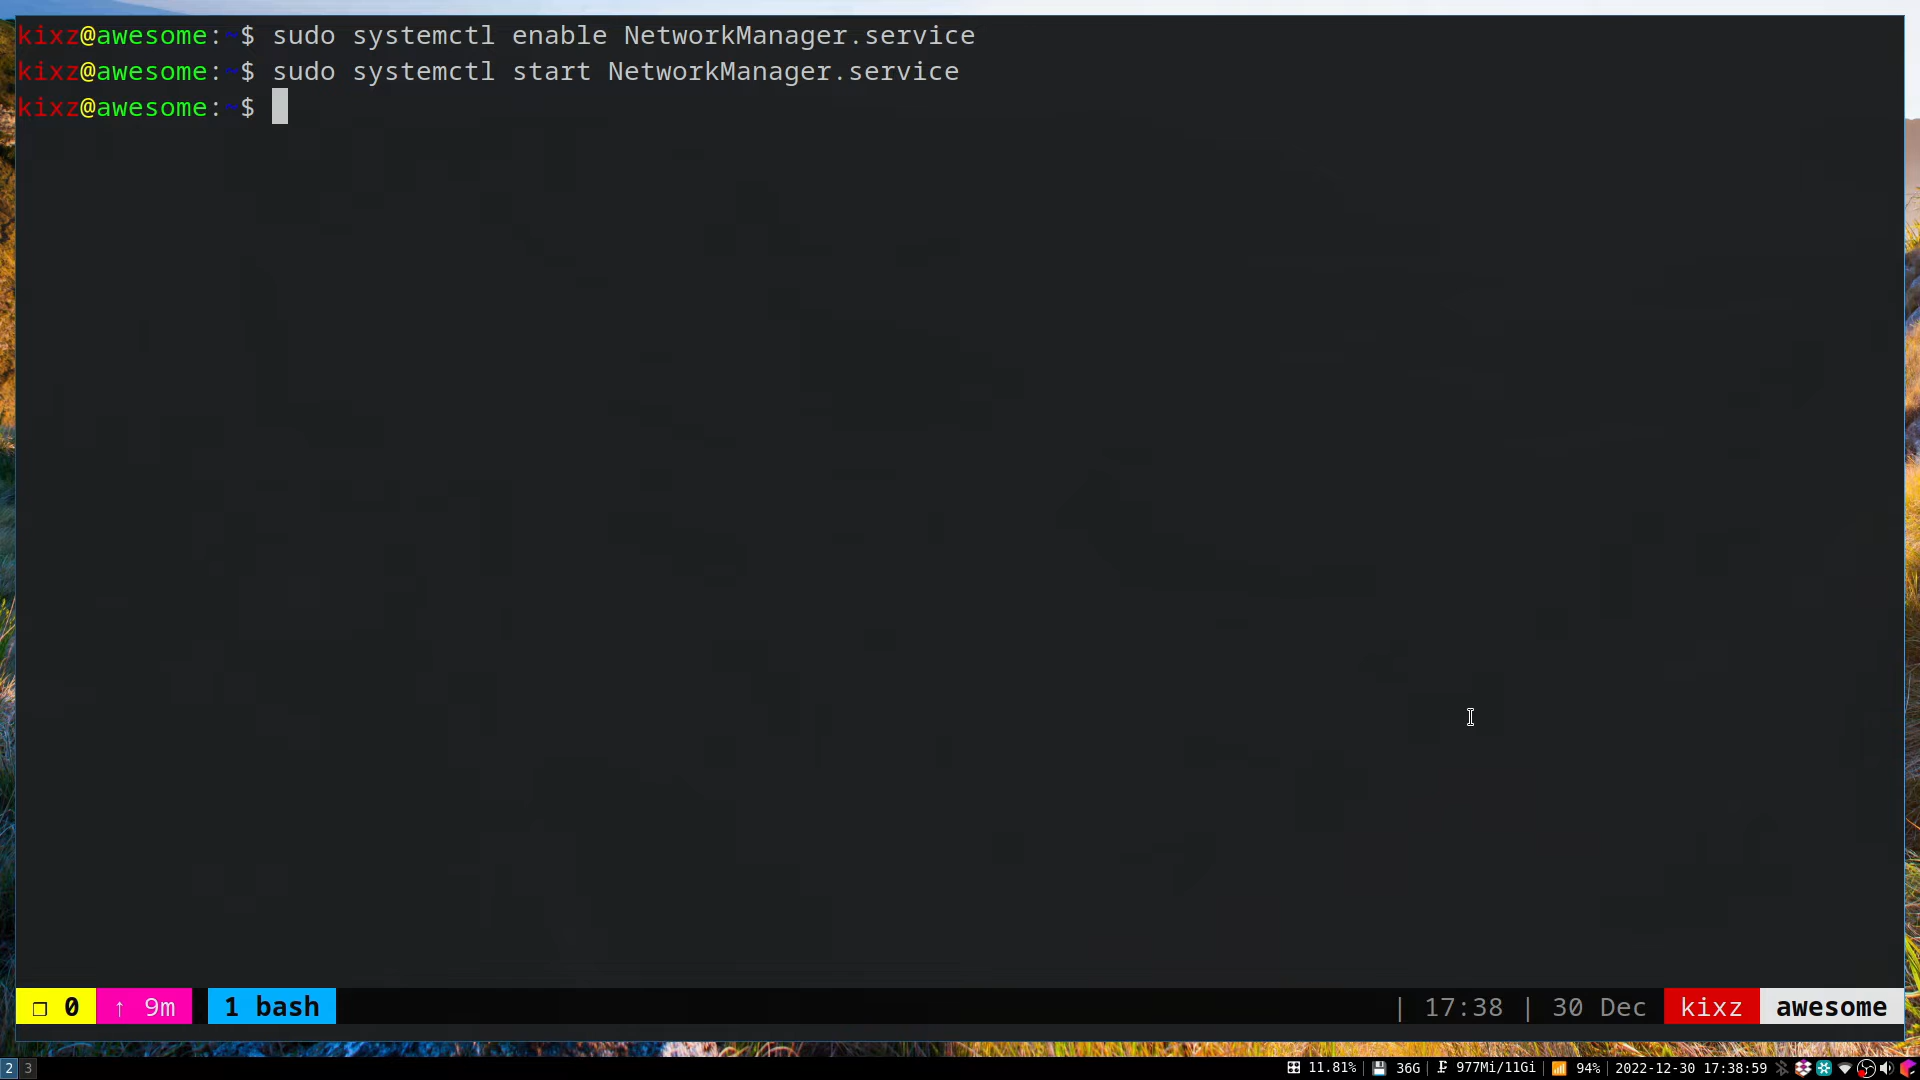 kixz@awesome:~$ sudo systemctl enable NetworkManager.service
kixz@awesome:~$ sudo systemctl start NetworkManager.service
kixz@awesome:~$
❐ 0 ↑ 9m 1 bash | 17:38 | 30 Dec kixz awesome
2 3 11.81% 36G 977Mi/11Gi 94% 2022-12-30 17:38:59